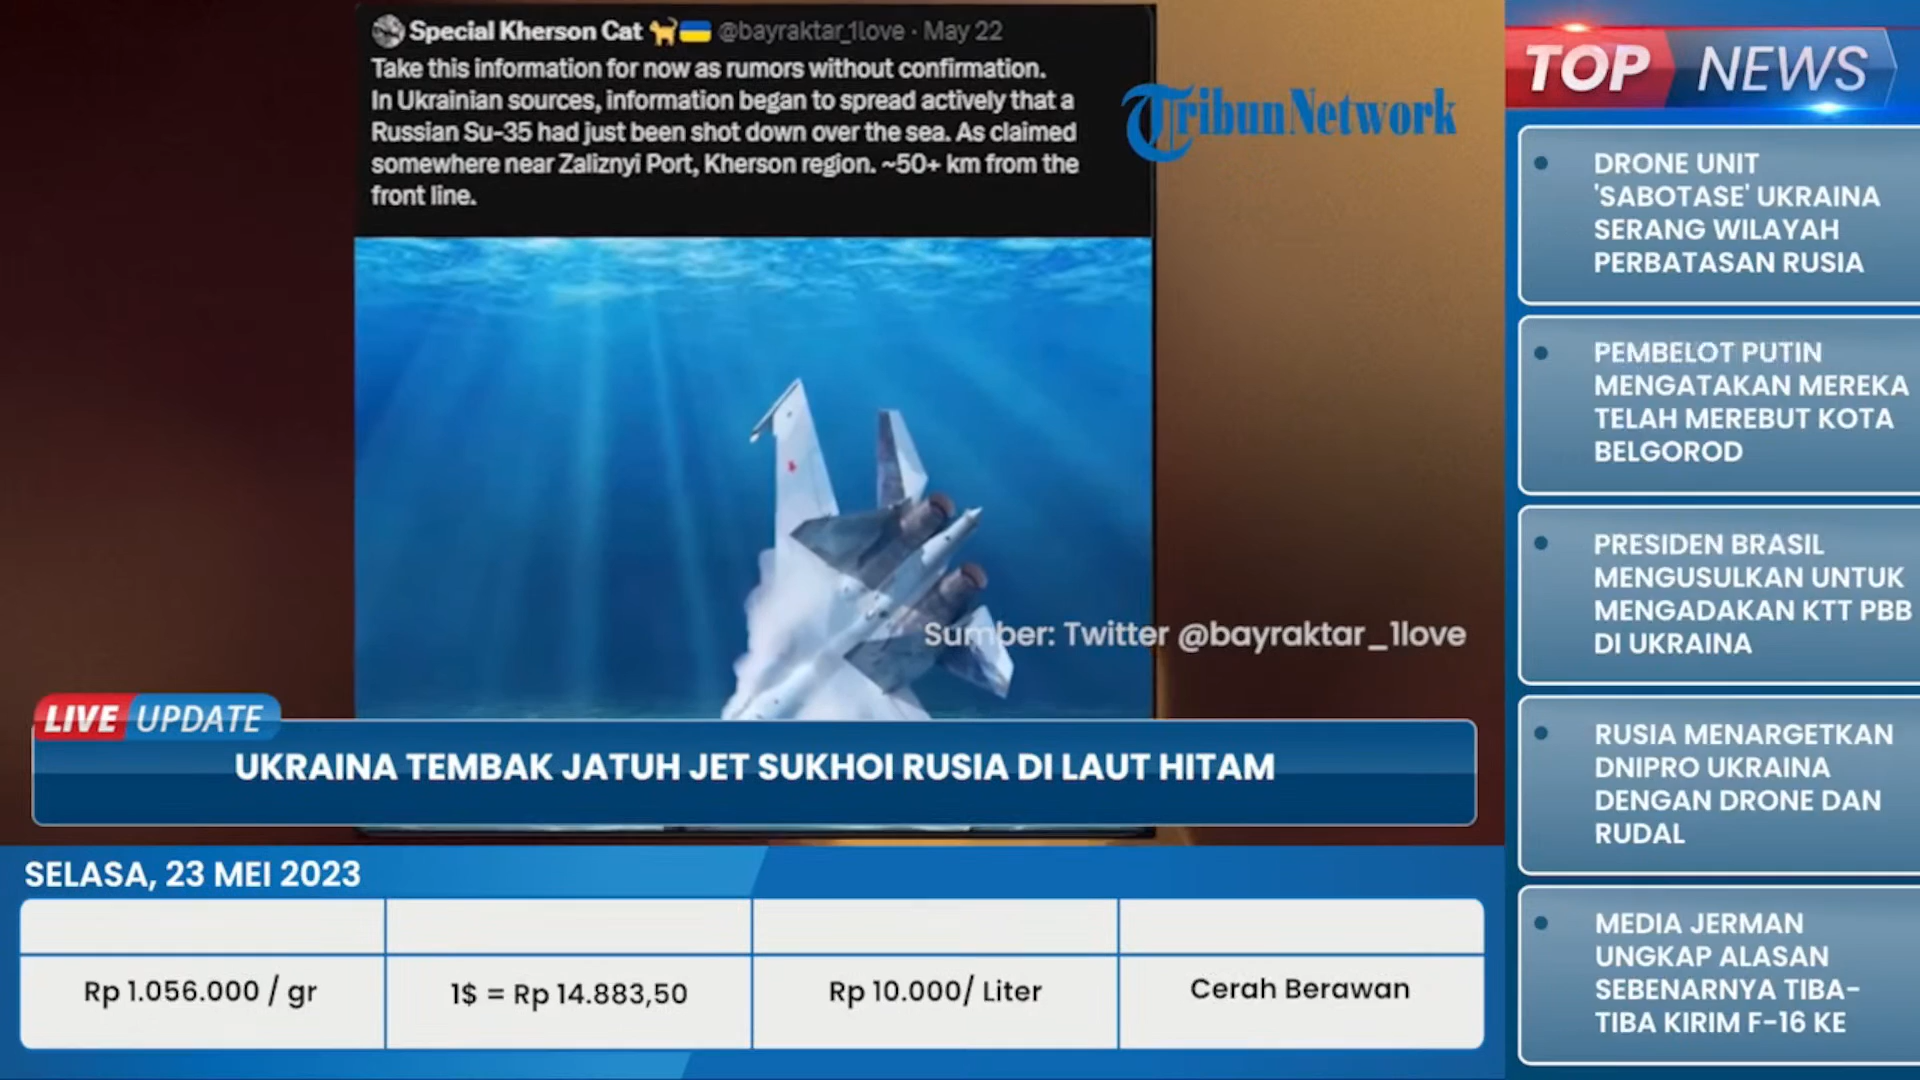 Special Kherson Cat @bayraktar_1love · May 22
Take this information for now as rumors without confirmation.
In Ukrainian sources, information began to spread actively that a
Russian Su-35 had just been shot down over the sea. As claimed
somewhere near Zaliznyi Port, Kherson region. ~50+ km from the
front line.
TribunNetwork
Sumber: Twitter @bayraktar_1love
LIVE UPDATE
UKRAINA TEMBAK JATUH JET SUKHOI RUSIA DI LAUT HITAM
SELASA, 23 MEI 2023
Rp 1.056.000 / gr
1$ = Rp 14.883,50
Rp 10.000/ Liter
Cerah Berawan
TOP NEWS
DRONE UNIT
'SABOTASE' UKRAINA
SERANG WILAYAH
PERBATASAN RUSIA
PEMBELOT PUTIN
MENGATAKAN MEREKA
TELAH MEREBUT KOTA
BELGOROD
PRESIDEN BRASIL
MENGUSULKAN UNTUK
MENGADAKAN KTT PBB
DI UKRAINA
RUSIA MENARGETKAN
DNIPRO UKRAINA
DENGAN DRONE DAN
RUDAL
MEDIA JERMAN
UNGKAP ALASAN
SEBENARNYA TIBA-
TIBA KIRIM F-16 KE